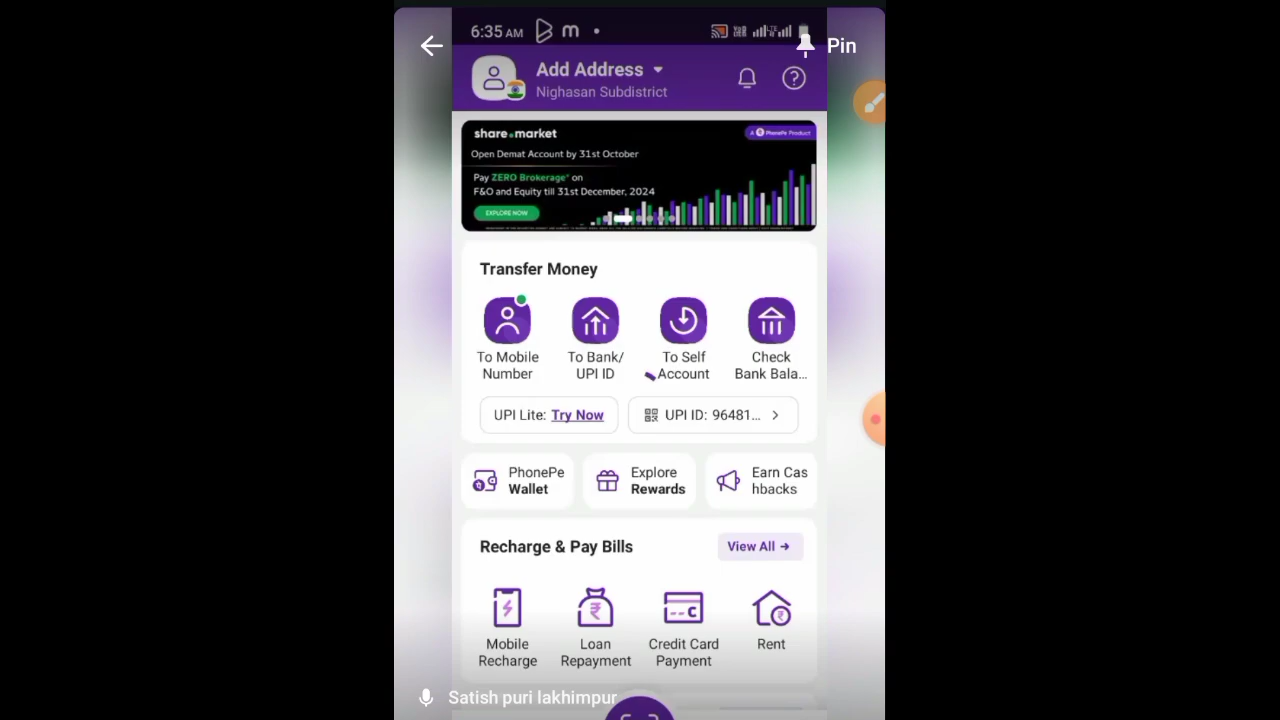 6:35 AM
Pin
Add Address
Nighasan Subdistrict
share.market
A PhonePe Product
Open Demat Account by 31st October
Pay ZERO Brokerage* on
F&O and Equity till 31st December, 2024
EXPLORE NOW
Transfer Money
To Mobile Number
To Bank/ UPI ID
To Self Account
Check Bank Bala...
UPI Lite: Try Now
UPI ID: 96481...
PhonePe Wallet
Explore Rewards
Earn Cas hbacks
Recharge & Pay Bills
View All →
Mobile Recharge
Loan Repayment
Credit Card Payment
Rent
Satish puri lakhimpur